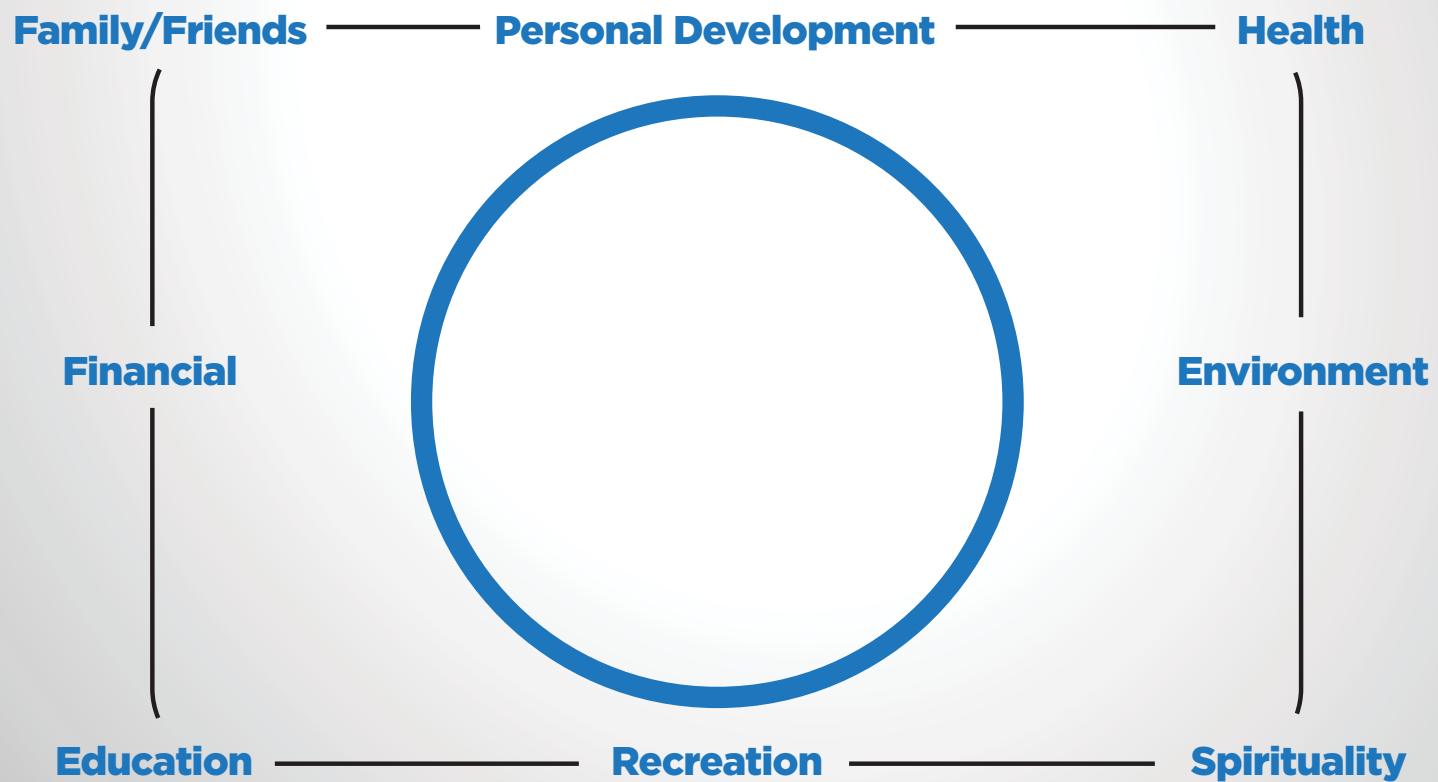 Family/Friends Personal Development Health
Financial Environment
Education Recreation Spirituality